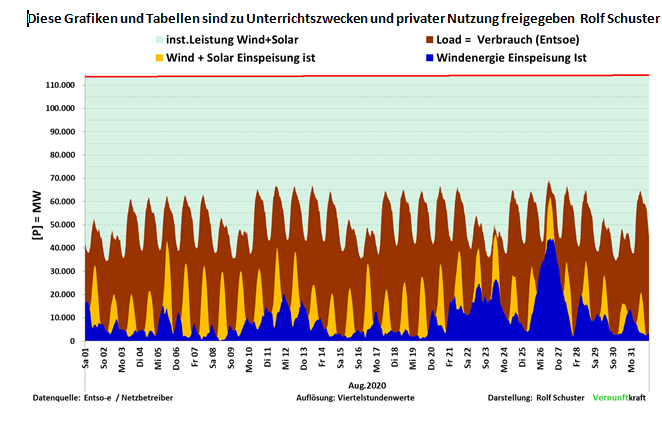 Diese Grafiken und Tabellen sind zu Unterrichtszwecken und privater Nutzung freigegeben Rolf Schuster
inst.Leistung Wind+Solar
Load = Verbrauch (Entsoe)
Wind + Solar Einspeisung ist
Windenergie Einspeisung Ist
[P] = MW
110.000
100.000
90.000
80.000
70.000
60.000
50.000
40.000
30.000
20.000
10.000
0
Sa 01
So 02
Mo 03
Di 04
Mi 05
Do 06
Fr 07
Sa 08
So 09
Mo 10
Di 11
Mi 12
Do 13
Fr 14
Sa 15
So 16
Mo 17
Di 18
Mi 19
Do 20
Fr 21
Sa 22
So 23
Mo 24
Di 25
Mi 26
Do 27
Fr 28
Sa 29
So 30
Mo 31
Aug.2020
Datenquelle: Entso-e / Netzbetreiber
Auflösung: Viertelstundenwerte
Darstellung: Rolf Schuster
Vernunftkraft